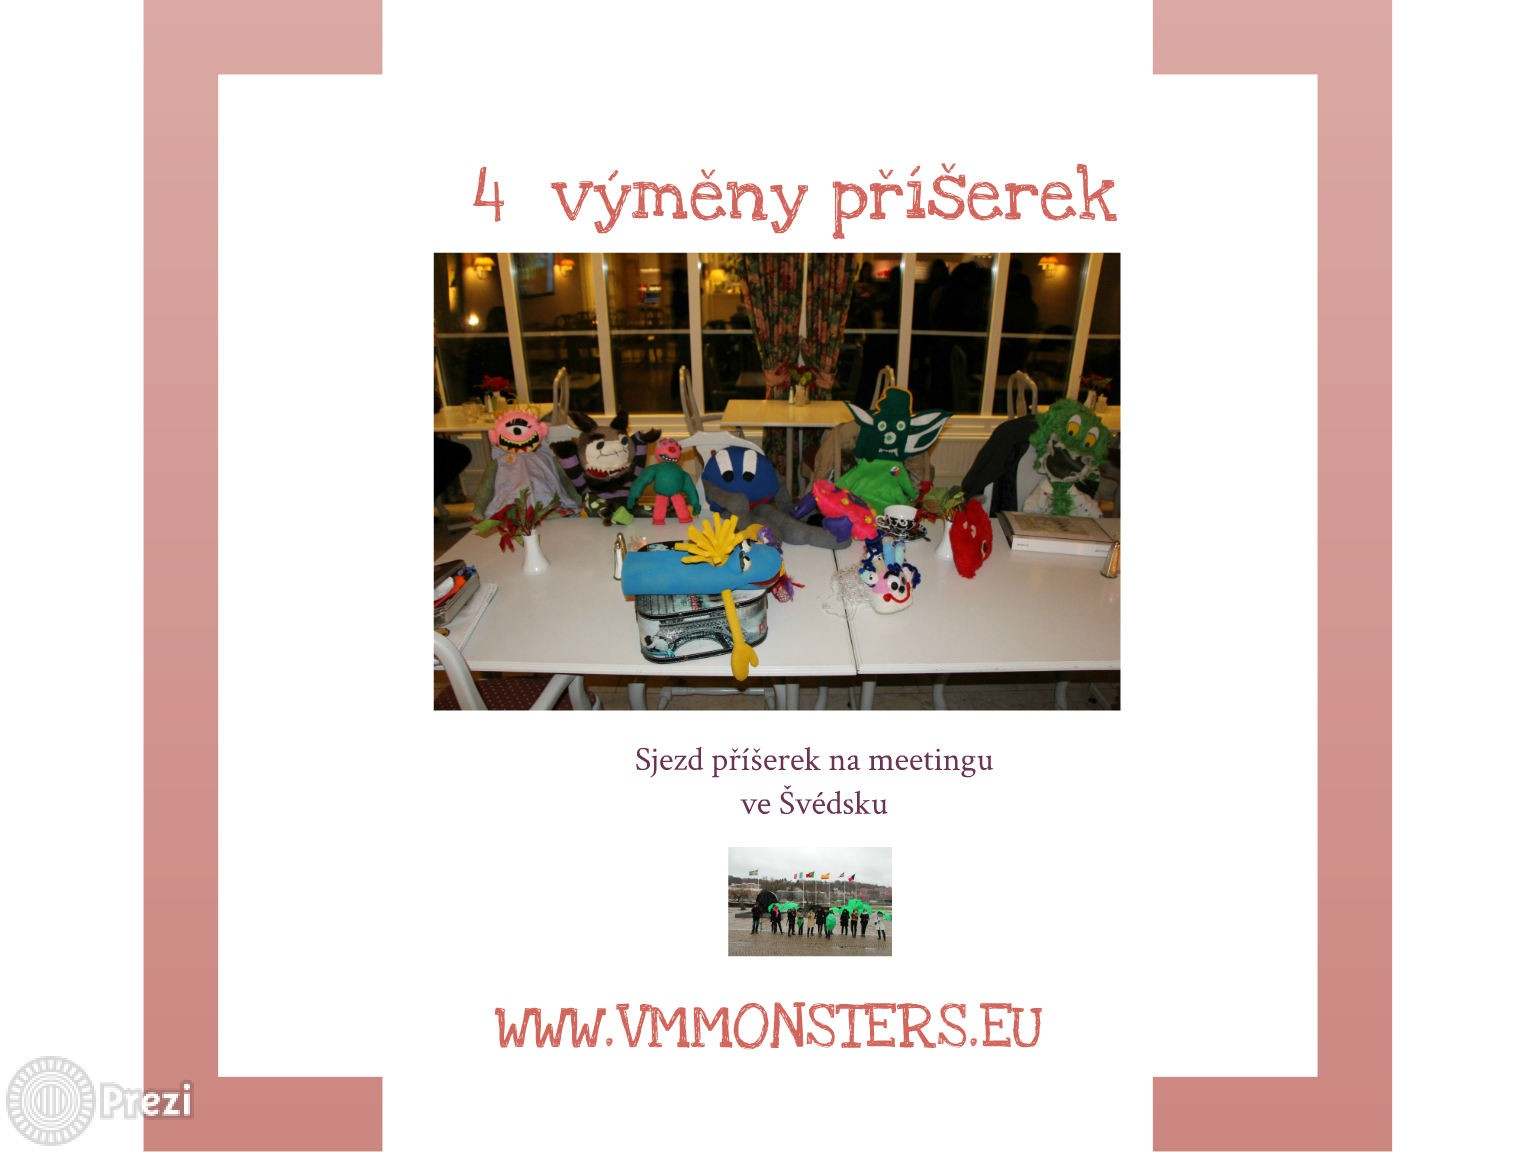 4 výměny příšerek
Sjezd příšerek na meetingu
ve Švédsku
WWW.VMMONSTERS.EU
Prezi